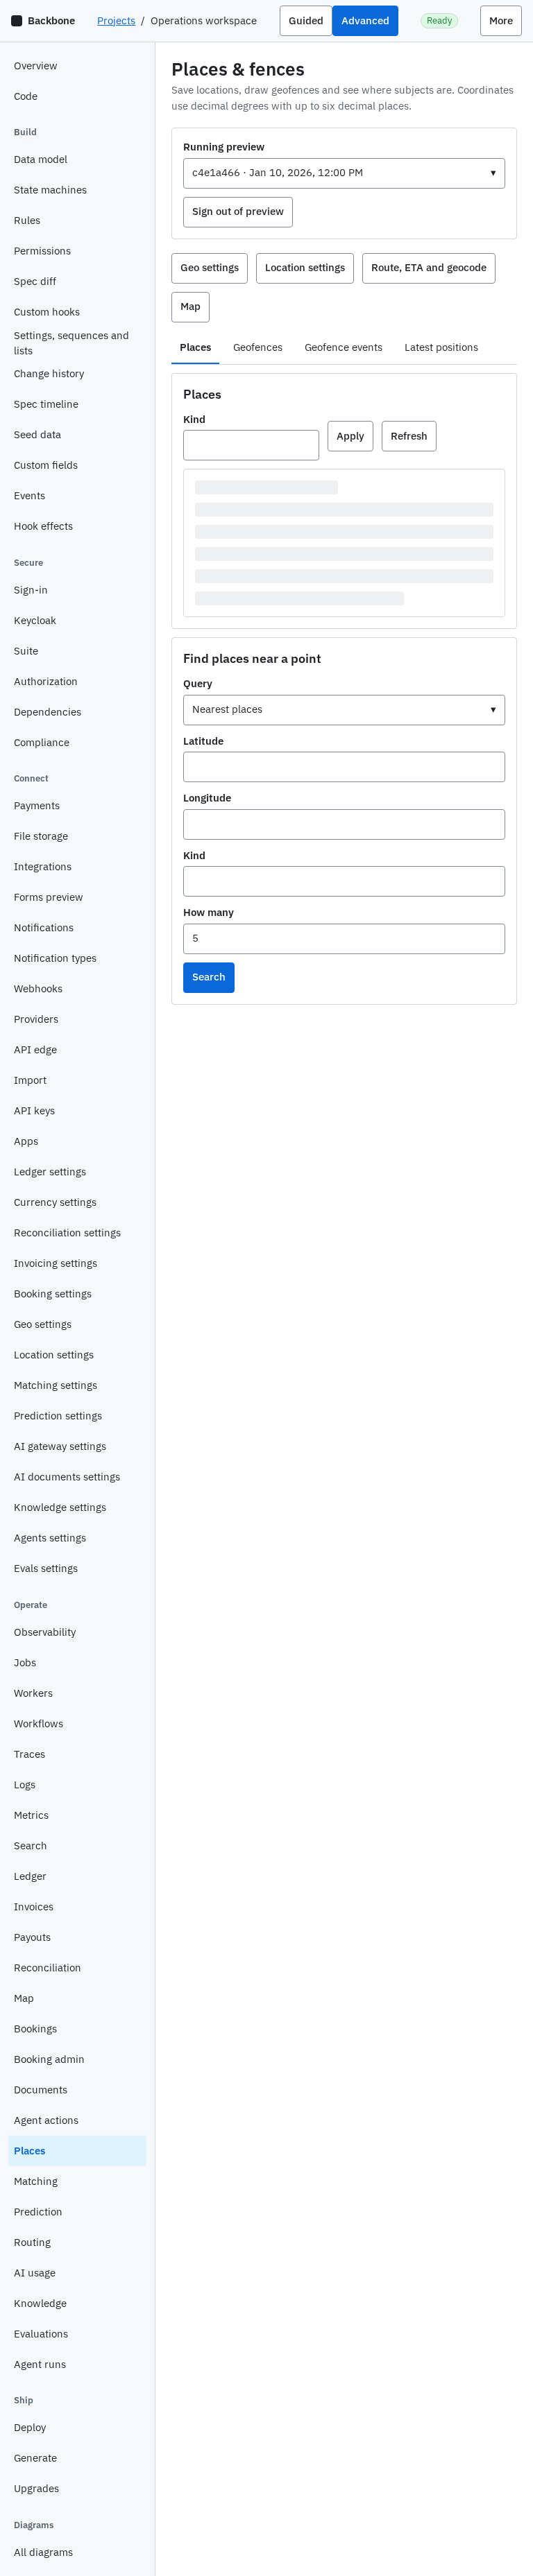 Backbone
Projects / Operations workspace
Guided
Advanced
Ready
More
Overview
Code
Build
Data model
State machines
Rules
Permissions
Spec diff
Custom hooks
Settings, sequences and
lists
Change history
Spec timeline
Seed data
Custom fields
Events
Hook effects
Secure
Sign-in
Keycloak
Suite
Authorization
Dependencies
Compliance
Connect
Payments
File storage
Integrations
Forms preview
Notifications
Notification types
Webhooks
Providers
API edge
Import
API keys
Apps
Ledger settings
Currency settings
Reconciliation settings
Invoicing settings
Booking settings
Geo settings
Location settings
Matching settings
Prediction settings
AI gateway settings
AI documents settings
Knowledge settings
Agents settings
Evals settings
Operate
Observability
Jobs
Workers
Workflows
Traces
Logs
Metrics
Search
Ledger
Invoices
Payouts
Reconciliation
Map
Bookings
Booking admin
Documents
Agent actions
Places
Matching
Prediction
Routing
AI usage
Knowledge
Evaluations
Agent runs
Ship
Deploy
Generate
Upgrades
Diagrams
All diagrams
Places & fences
Save locations, draw geofences and see where subjects are. Coordinates
use decimal degrees with up to six decimal places.
Running preview
c4e1a466 · Jan 10, 2026, 12:00 PM
Sign out of preview
Geo settings
Location settings
Route, ETA and geocode
Map
Places
Geofences
Geofence events
Latest positions
Places
Kind
Apply
Refresh
Find places near a point
Query
Nearest places
Latitude
Longitude
Kind
How many
5
Search